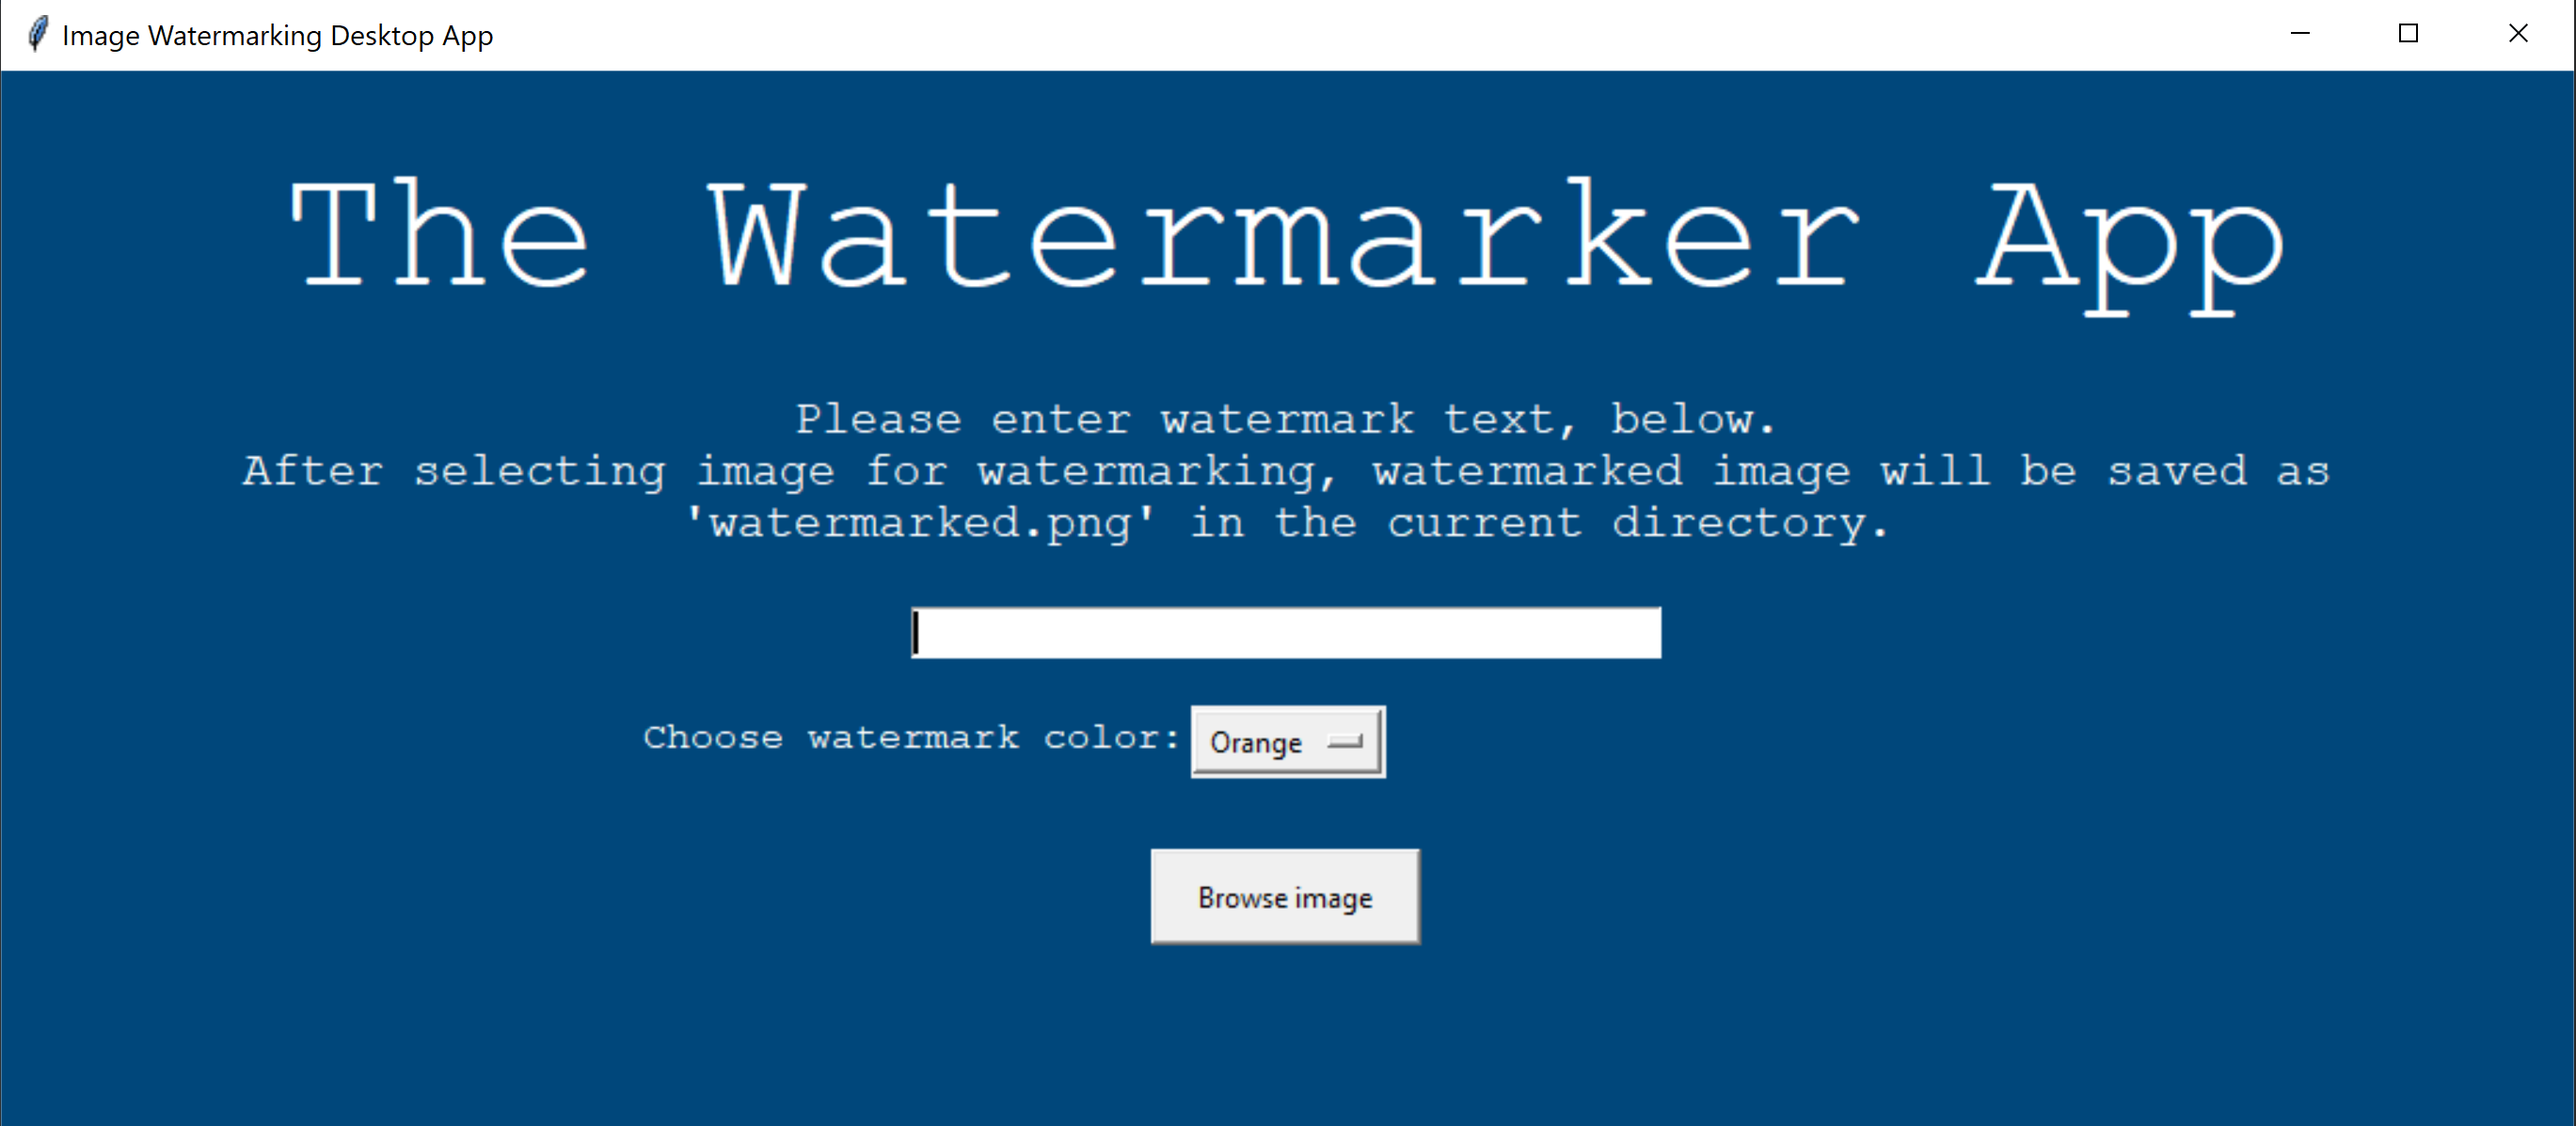 Image Watermarking Desktop App
The Watermarker App
Please enter watermark text, below.
After selecting image for watermarking, watermarked image will be saved as
'watermarked.png' in the current directory.
Choose watermark color: Orange
Browse image